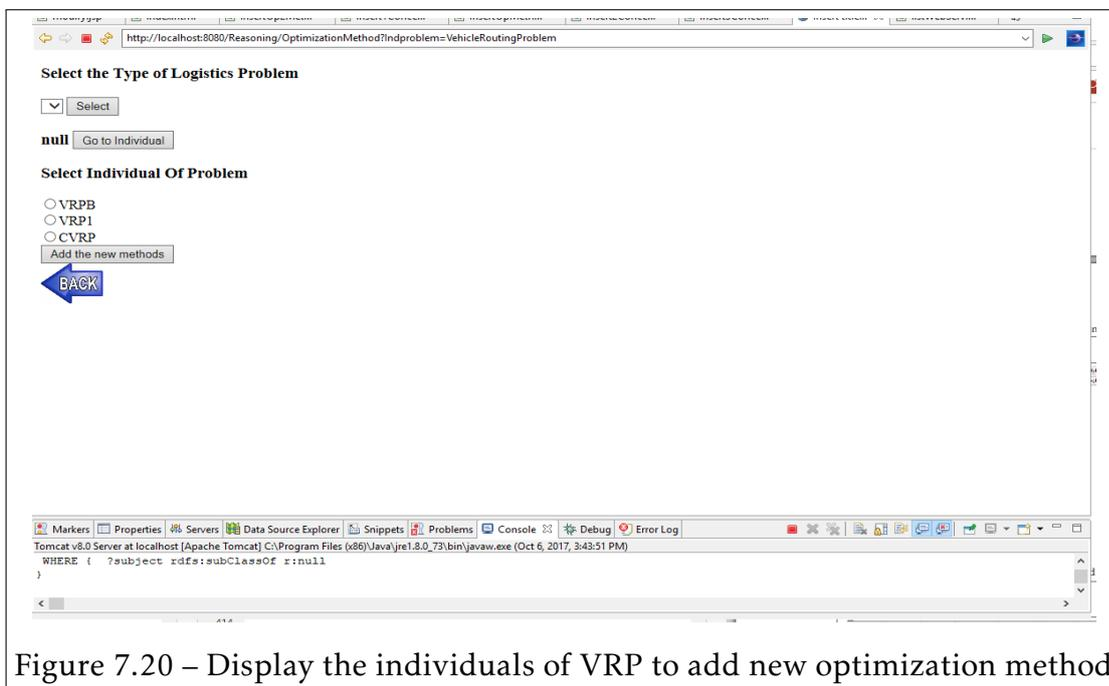 http://localhost:8080/Reasoning/OptimizationMethod?Indproblem=VehicleRoutingProblem
Select the Type of Logistics Problem
Select
null Go to Individual
Select Individual Of Problem
VRPB
VRP1
CVRP
Add the new methods
BACK
Markers Properties Servers Data Source Explorer Snippets Problems Console Debug Error Log
Tomcat v8.0 Server at localhost [Apache Tomcat] C:\Program Files (x86)\Java\jre1.8.0_73\bin\javaw.exe (Oct 6, 2017, 3:43:51 PM)
WHERE { ?subject rdfs:subClassOf r:null
}
Figure 7.20 – Display the individuals of VRP to add new optimization method